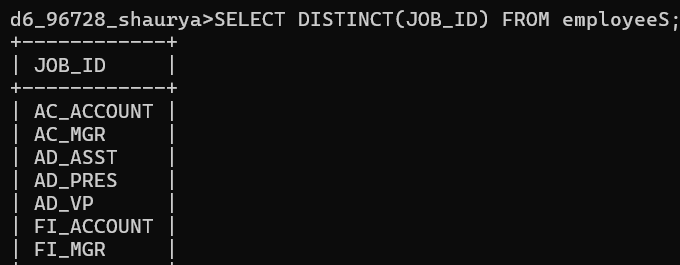 d6_96728_shaurya>SELECT DISTINCT(JOB_ID) FROM employeeS;
+------------+
| JOB_ID     |
+------------+
| AC_ACCOUNT |
| AC_MGR     |
| AD_ASST    |
| AD_PRES    |
| AD_VP      |
| FI_ACCOUNT |
| FI_MGR     |